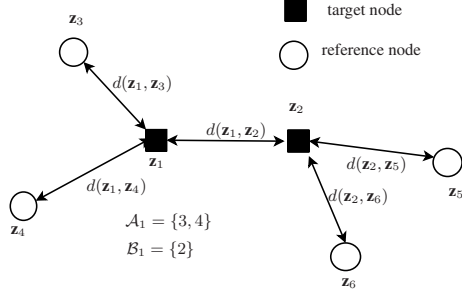 target node
z₃
reference node
d(z₁, z₃)
z₂
d(z₁, z₂)
z₁
d(z₂, z₅)
d(z₁, z₄)
z₅
d(z₂, z₆)
𝒜₁ = {3, 4}
z₄
ℬ₁ = {2}
z₆